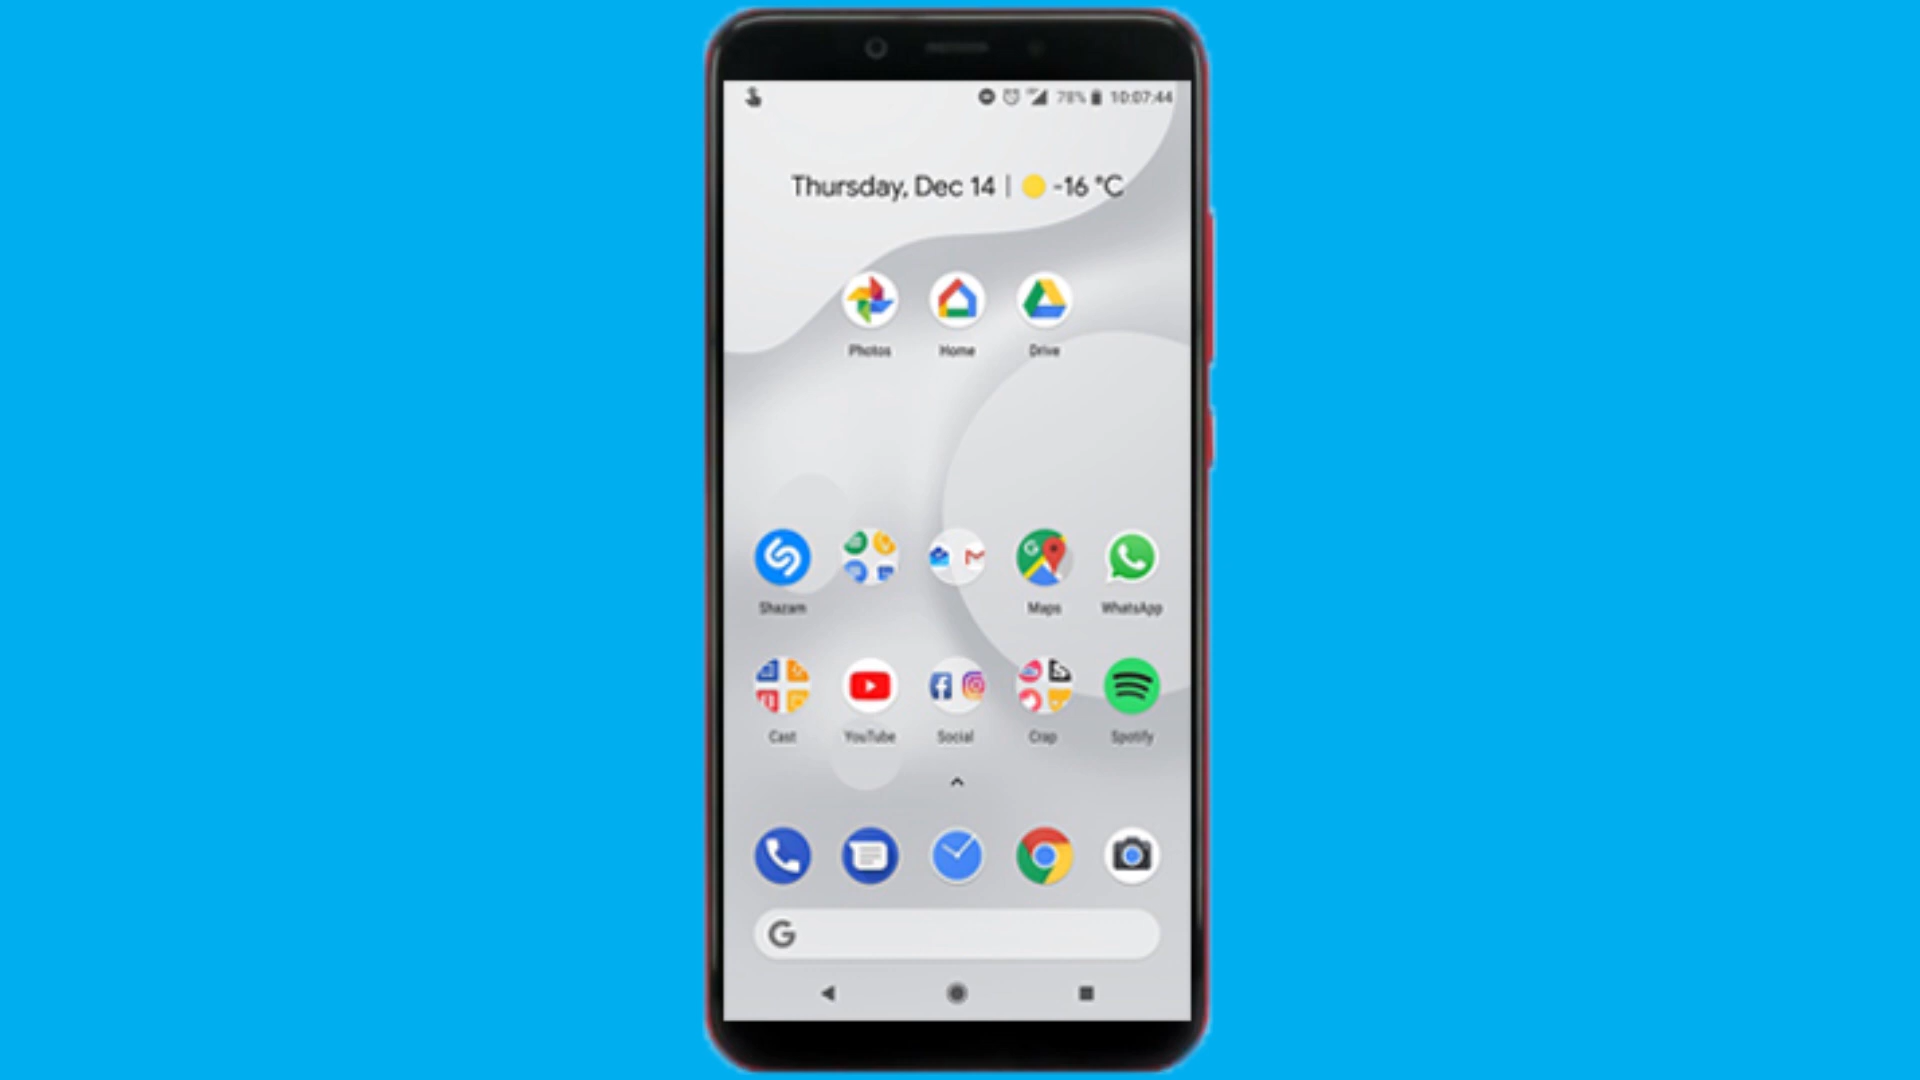 78% 10:07:44
Thursday, Dec 14 | -16 °C
Photos Home Drive
Shazam Maps WhatsApp
Cast YouTube Social Crap Spotify
G